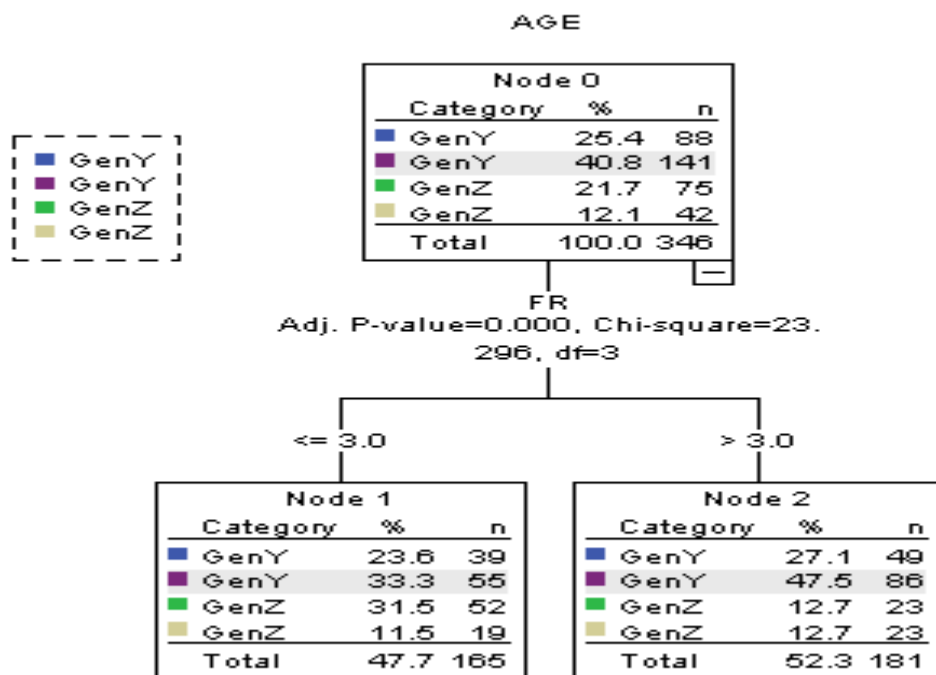 AGE
Node 0
Category % n
GenY 25.4 88
GenY 40.8 141
GenZ 21.7 75
GenZ 12.1 42
Total 100.0 346
GenY
GenY
GenZ
GenZ
FR
Adj. P-value=0.000, Chi-square=23.
296, df=3
<= 3.0
> 3.0
Node 1
Category % n
GenY 23.6 39
GenY 33.3 55
GenZ 31.5 52
GenZ 11.5 19
Total 47.7 165
Node 2
Category % n
GenY 27.1 49
GenY 47.5 86
GenZ 12.7 23
GenZ 12.7 23
Total 52.3 181